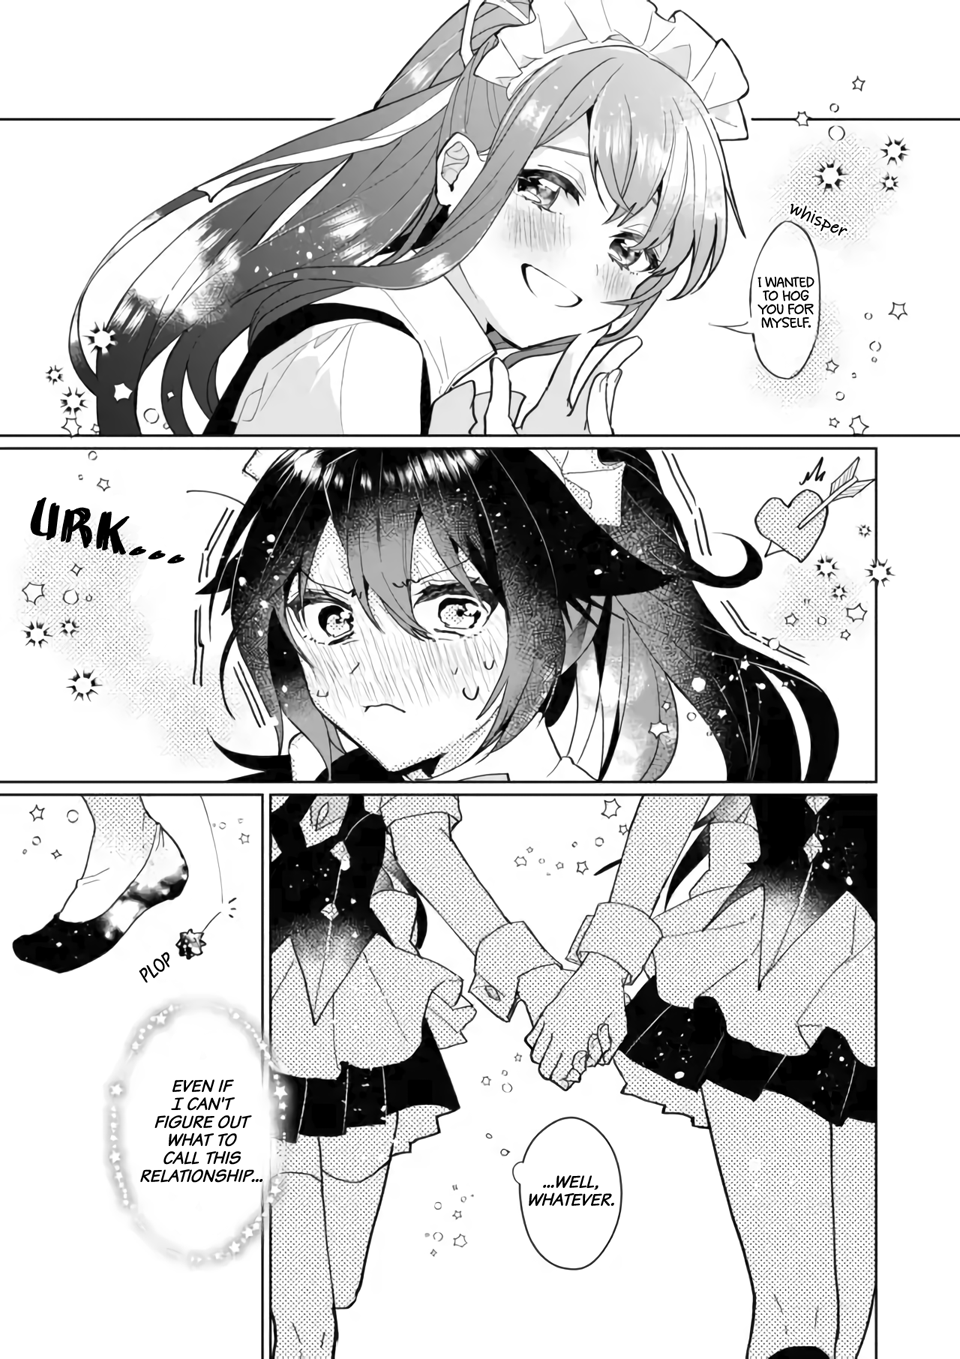 whisper
I WANTED
TO HOG
YOU FOR
MYSELF.
URK...
PLOP
EVEN IF
I CAN'T
FIGURE OUT
WHAT TO
CALL THIS
RELATIONSHIP...
...WELL,
WHATEVER.